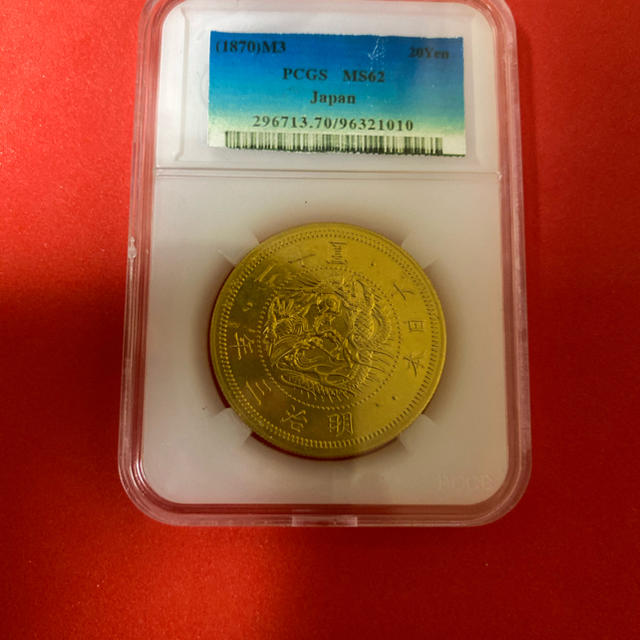 (1870)M3 20Yen
PCGS MS62
Japan
296713.70/96321010
大日本
明治三年
二十圓